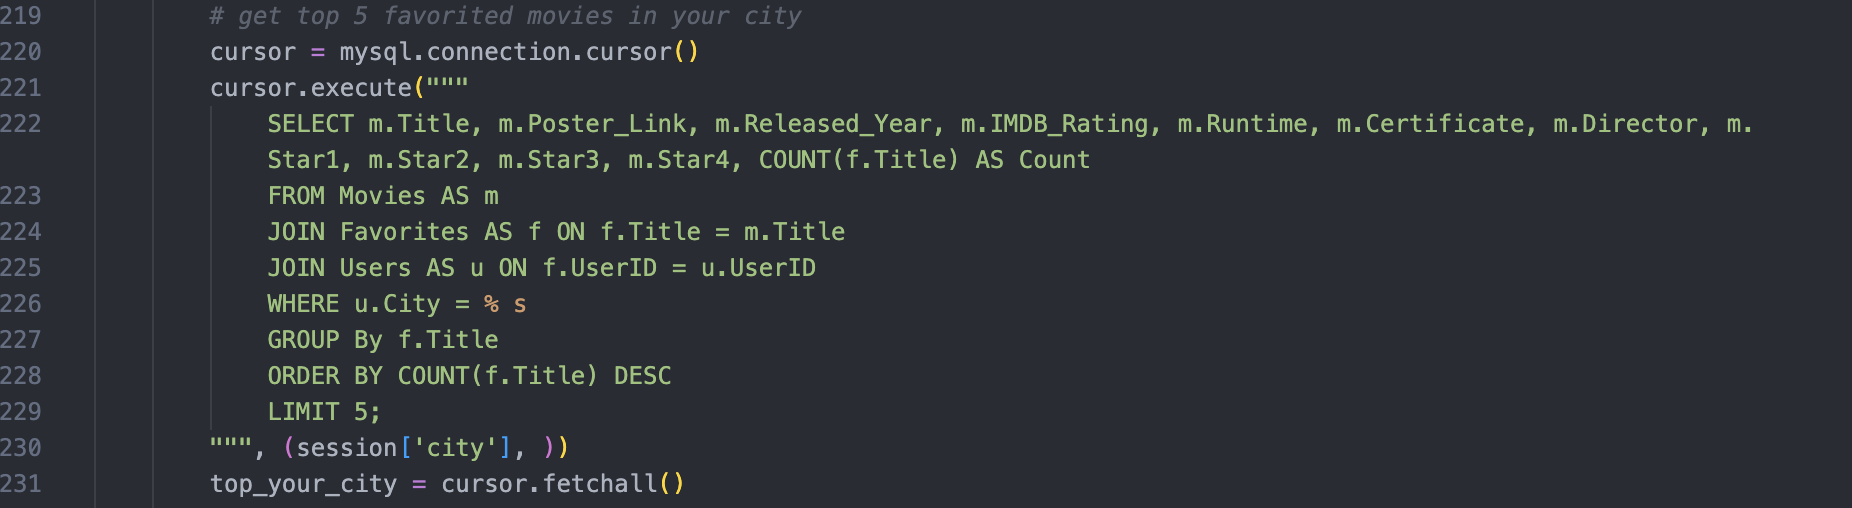 219 # get top 5 favorited movies in your city
220 cursor = mysql.connection.cursor()
221 cursor.execute("""
222 SELECT m.Title, m.Poster_Link, m.Released_Year, m.IMDB_Rating, m.Runtime, m.Certificate, m.Director, m.
Star1, m.Star2, m.Star3, m.Star4, COUNT(f.Title) AS Count
223 FROM Movies AS m
224 JOIN Favorites AS f ON f.Title = m.Title
225 JOIN Users AS u ON f.UserID = u.UserID
226 WHERE u.City = % s
227 GROUP By f.Title
228 ORDER BY COUNT(f.Title) DESC
229 LIMIT 5;
230 """, (session['city'], ))
231 top_your_city = cursor.fetchall()